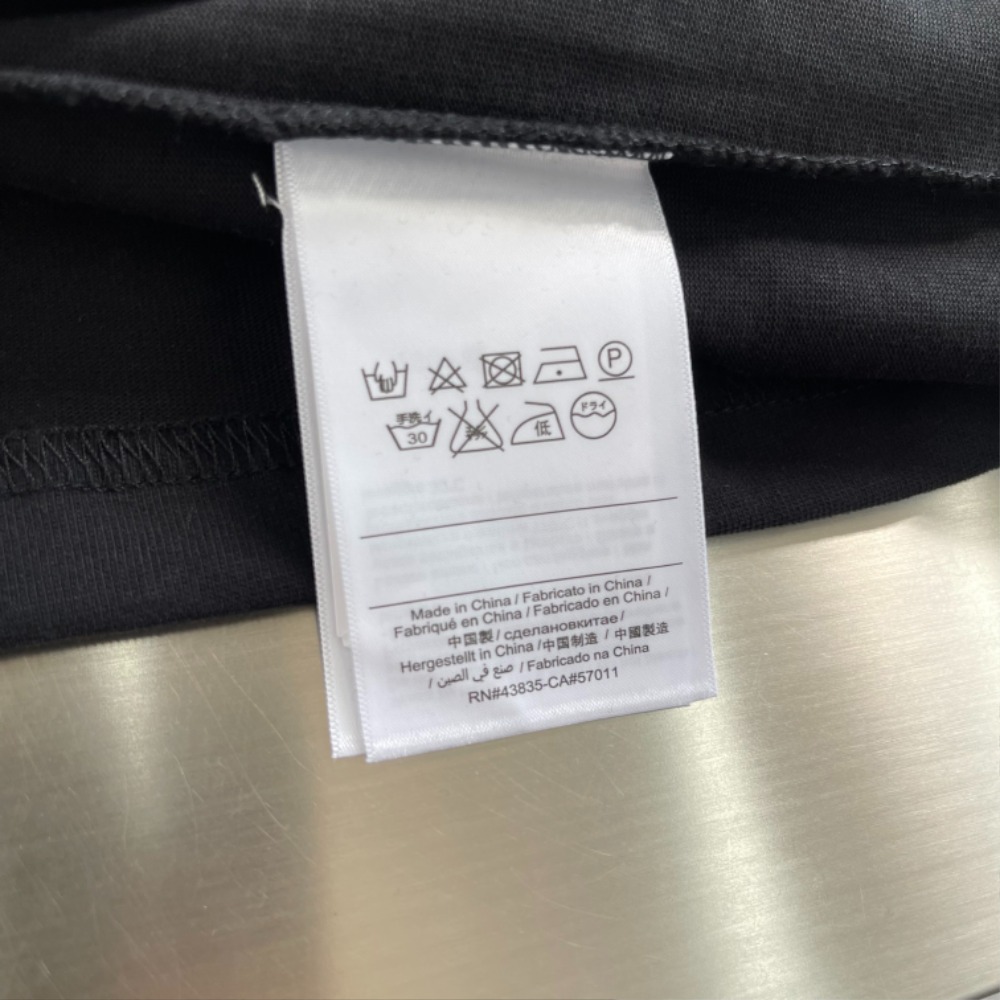 P
手洗イ ドライ
30 低
Made in China / Fabricato in China /
Fabriqué en China / Fabricado en China /
中国製 / сделановкитае /
Hergestellt in China /中国制造 / 中國製造
/ صنع في الصين / Fabricado na China
RN#43835-CA#57011